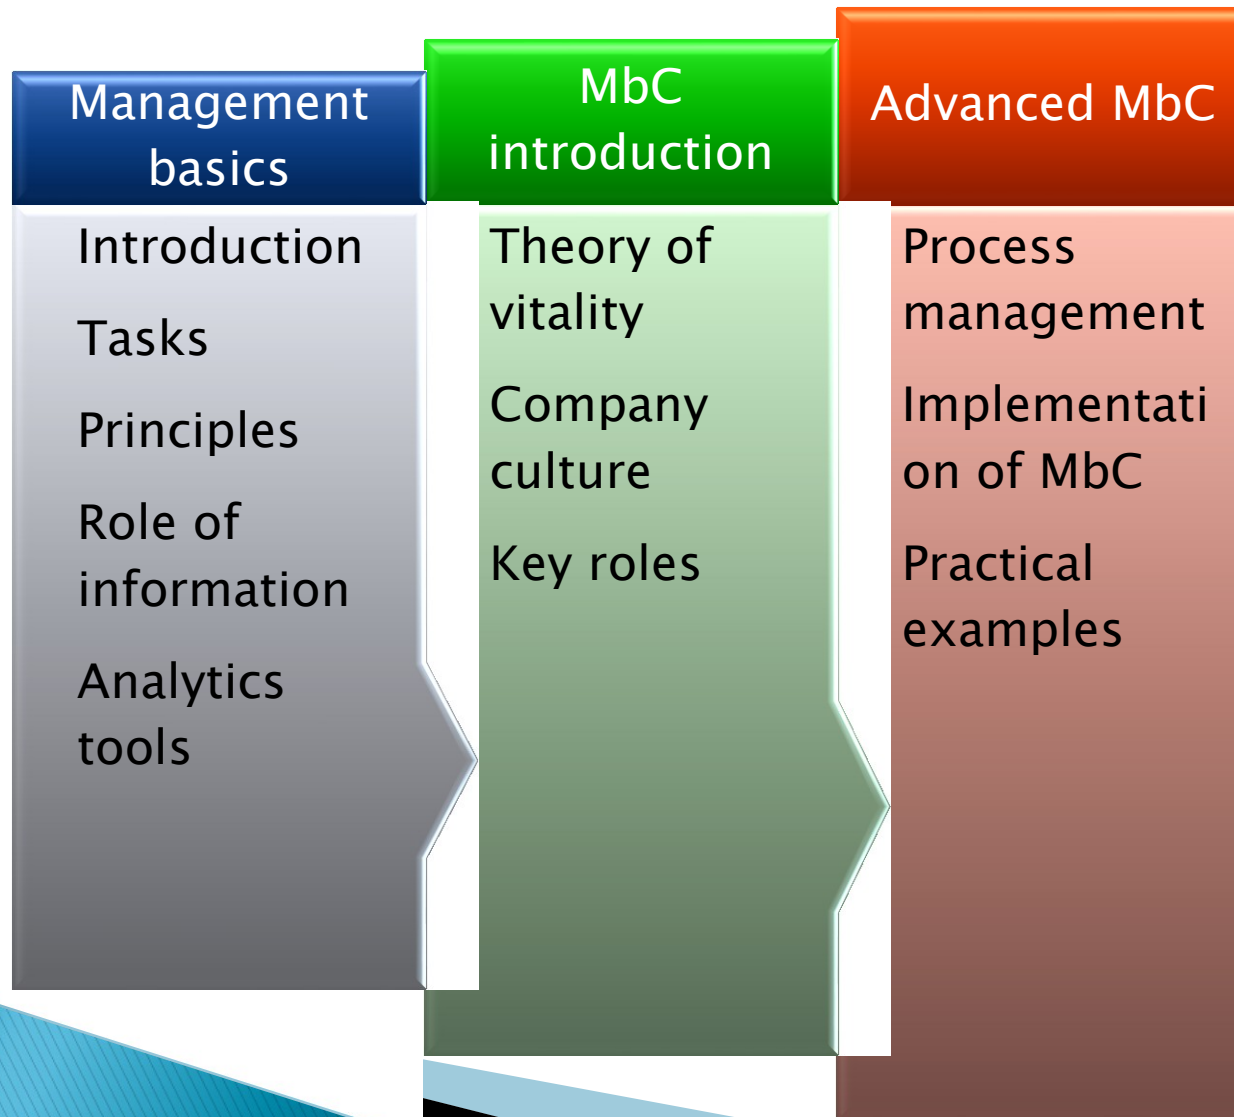 Management
basics
Introduction
Tasks
Principles
Role of
information
Analytics
tools
MbC
introduction
Theory of
vitality
Company
culture
Key roles
Advanced MbC
Process
management
Implementati
on of MbC
Practical
examples